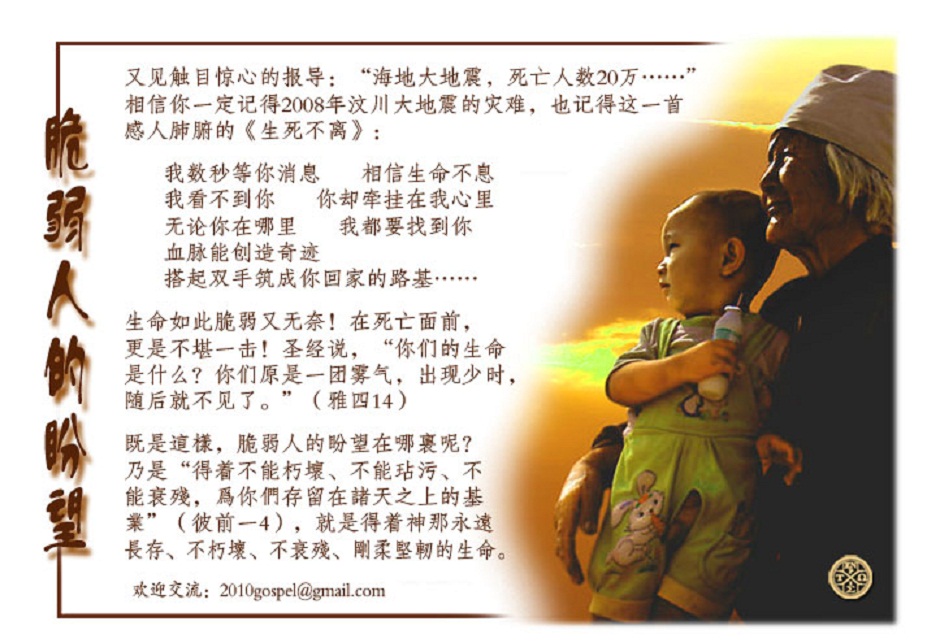 脆弱人的盼望
又见触目惊心的报导：“海地大地震，死亡人数20万……”
相信你一定记得2008年汶川大地震的灾难，也记得这一首
感人肺腑的《生死不离》：
我数秒等你消息　　相信生命不息
我看不到你　　你却牵挂在我心里
无论你在哪里　　我都要找到你
血脉能创造奇迹
搭起双手筑成你回家的路基……
生命如此脆弱又无奈！在死亡面前，
更是不堪一击！圣经说，“你们的生命
是什么？你们原是一团雾气，出现少时，
随后就不见了。”（雅四14）
既是這樣，脆弱人的盼望在哪裏呢？
乃是“得着不能朽壞、不能玷污、不
能衰殘，爲你們存留在諸天之上的基
業”（彼前一4），就是得着神那永遠
長存、不朽壞、不衰殘、剛柔堅韌的生命。
欢迎交流：2010gospel@gmail.com